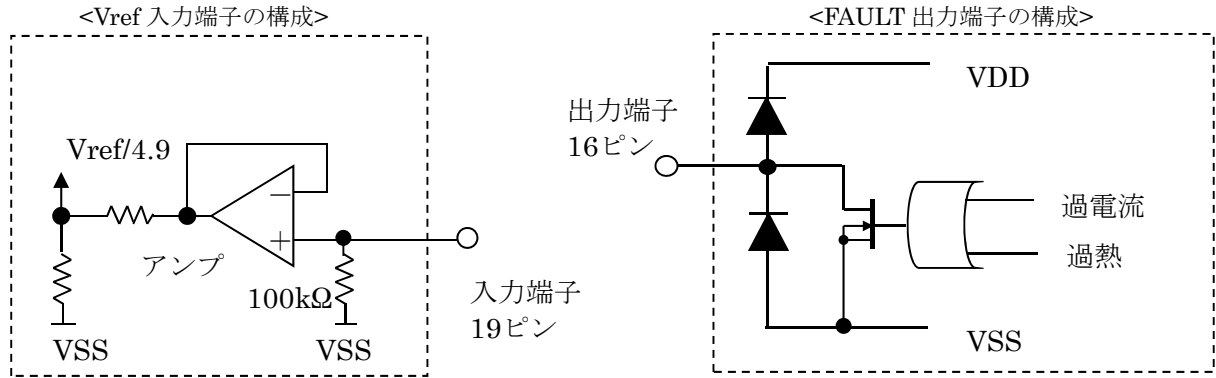 <Vref 入力端子の構成>
Vref/4.9
アンプ
100kΩ
VSS
VSS
入力端子
19ピン
<FAULT 出力端子の構成>
出力端子
16ピン
VDD
過電流
過熱
VSS